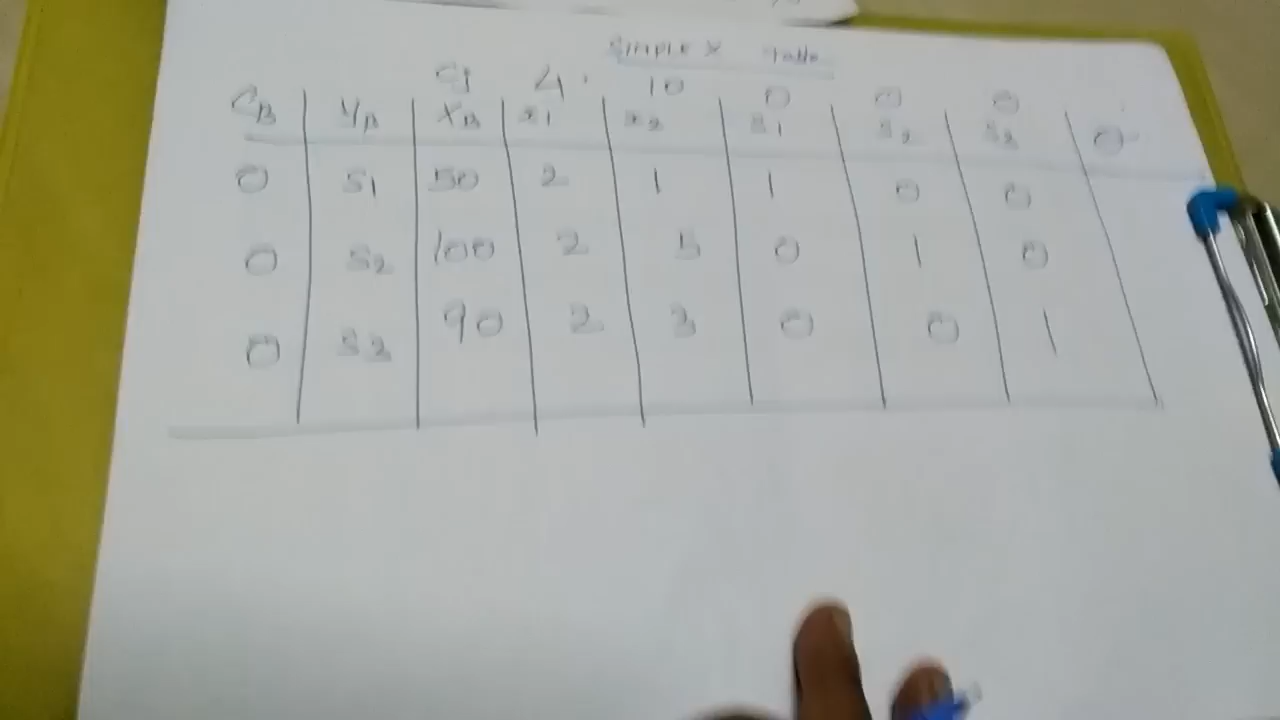 SIMPLEX Table
Cj 4 10 0 0 0
CB YB XB x1 x2 s1 s2 s3 θ
0 S1 50 2 1 1 0 0
0 S2 100 2 5 0 1 0
0 S3 90 2 3 0 0 1